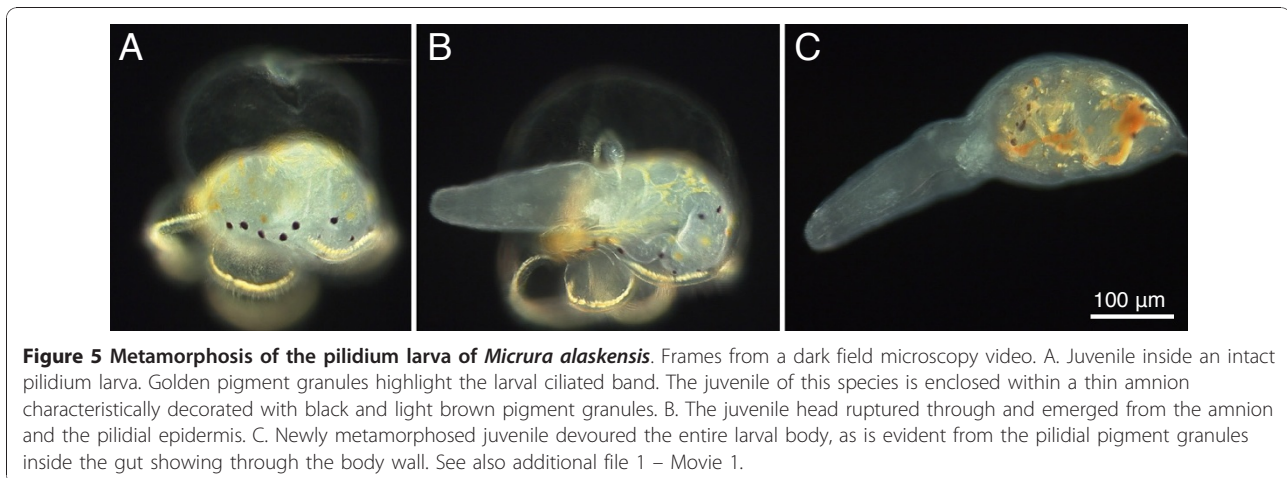 A
B
C
100 µm
Figure 5 Metamorphosis of the pilidium larva of Micrura alaskensis. Frames from a dark field microscopy video. A. Juvenile inside an intact
pilidium larva. Golden pigment granules highlight the larval ciliated band. The juvenile of this species is enclosed within a thin amnion
characteristically decorated with black and light brown pigment granules. B. The juvenile head ruptured through and emerged from the amnion
and the pilidial epidermis. C. Newly metamorphosed juvenile devoured the entire larval body, as is evident from the pilidial pigment granules
inside the gut showing through the body wall. See also additional file 1 – Movie 1.